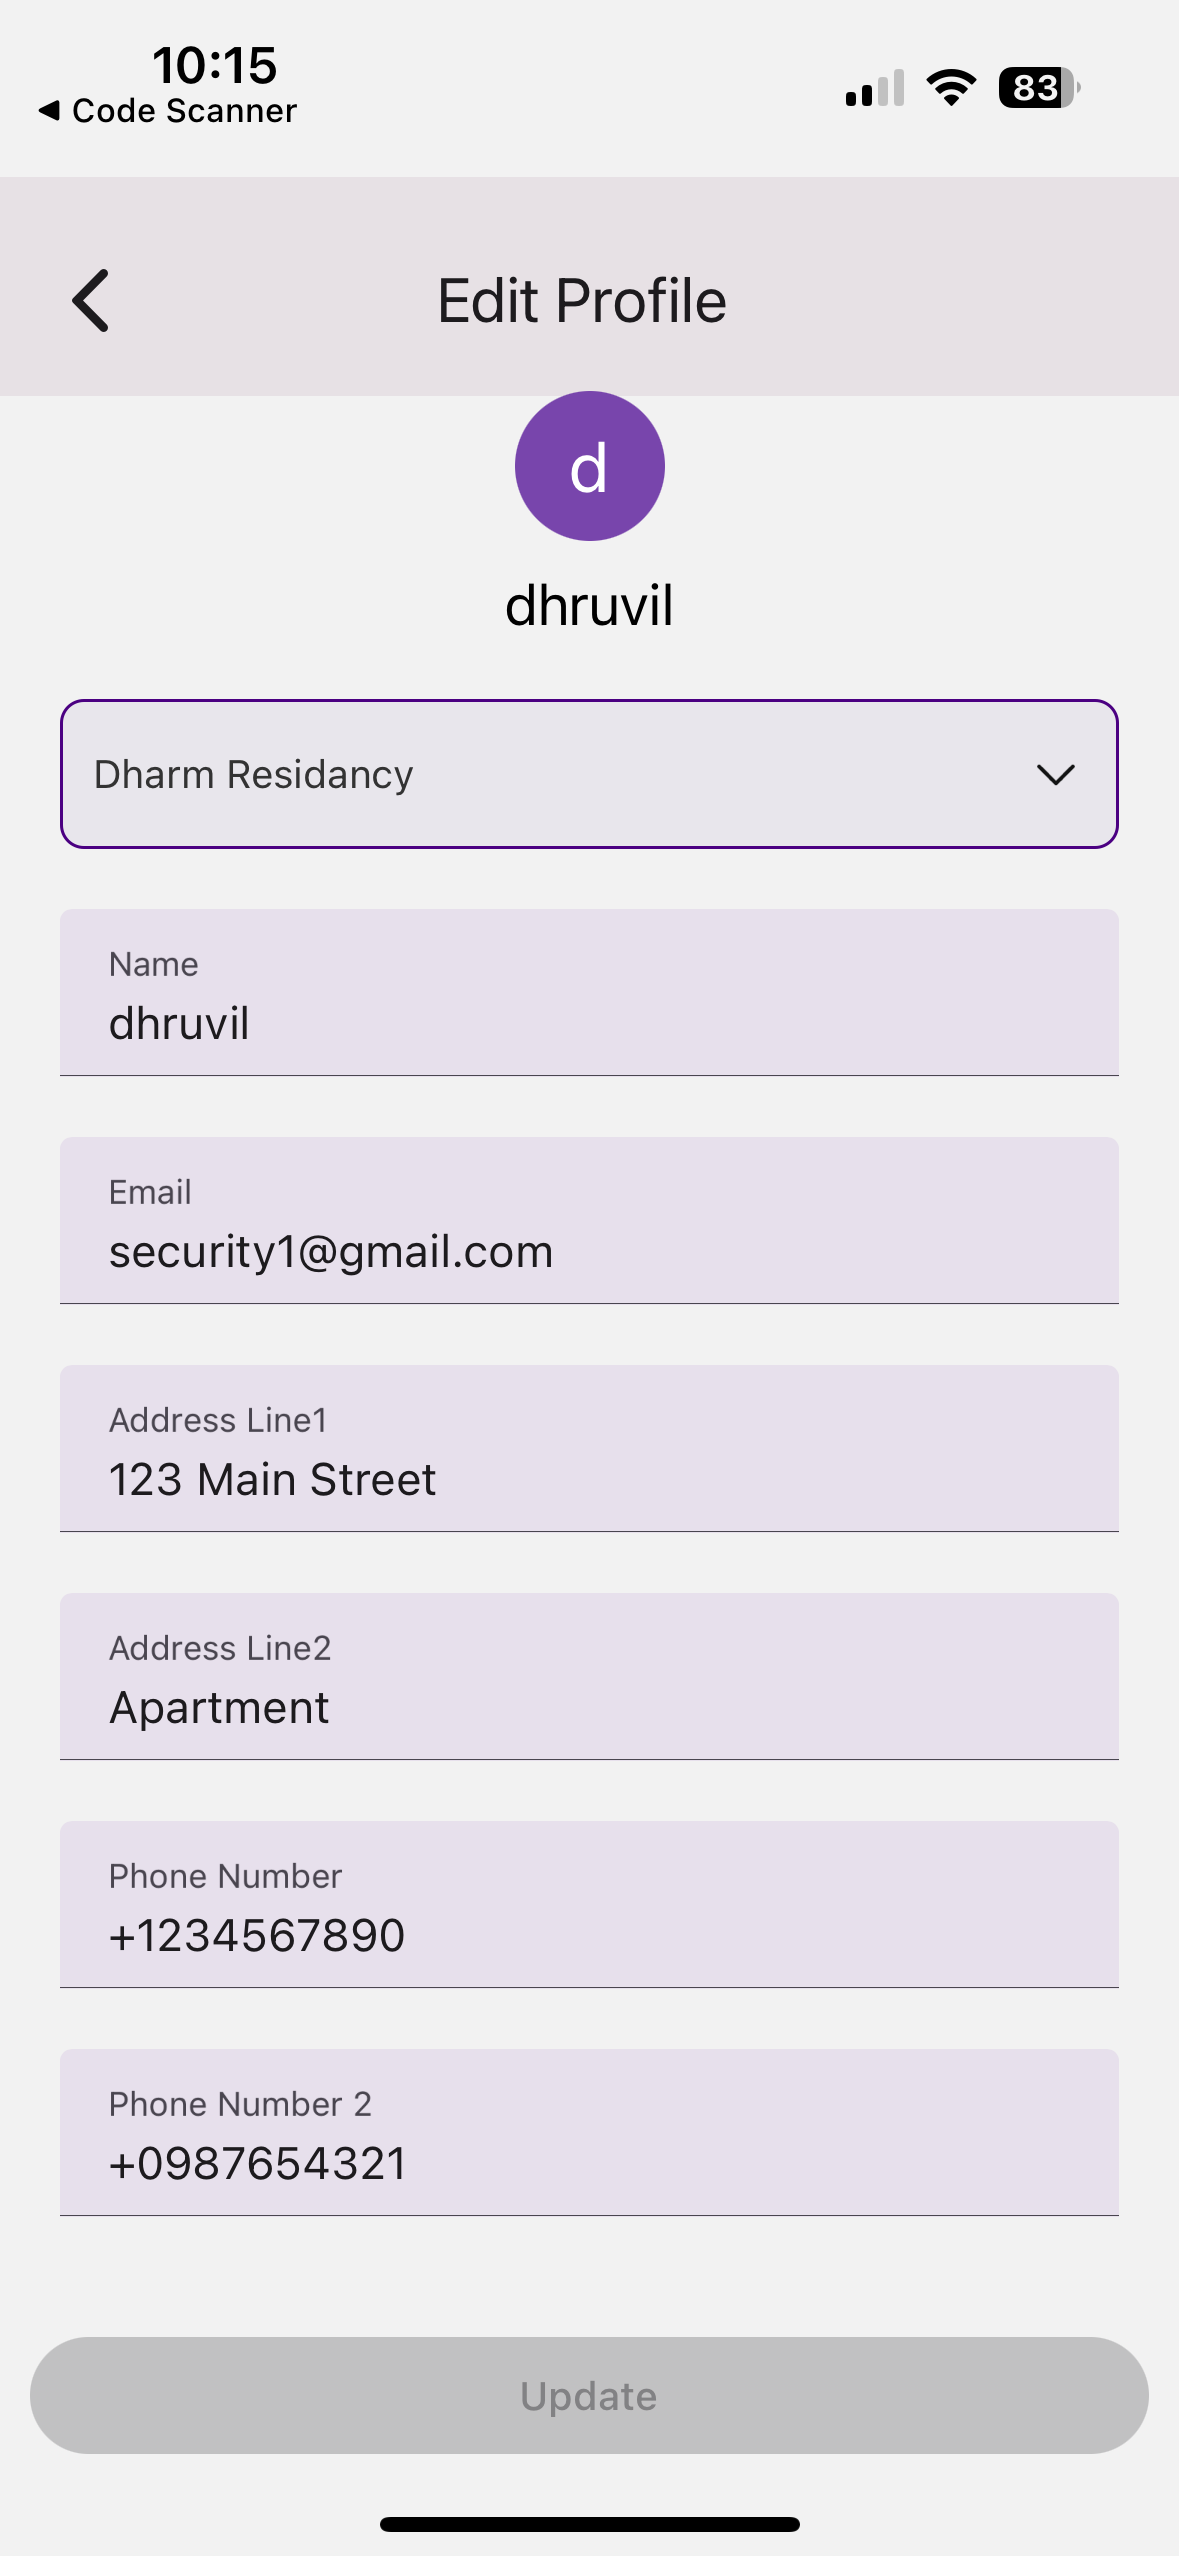 10:15
◀ Code Scanner
83
Edit Profile
d
dhruvil
Dharm Residancy
Name
dhruvil
Email
security1@gmail.com
Address Line1
123 Main Street
Address Line2
Apartment
Phone Number
+1234567890
Phone Number 2
+0987654321
Update